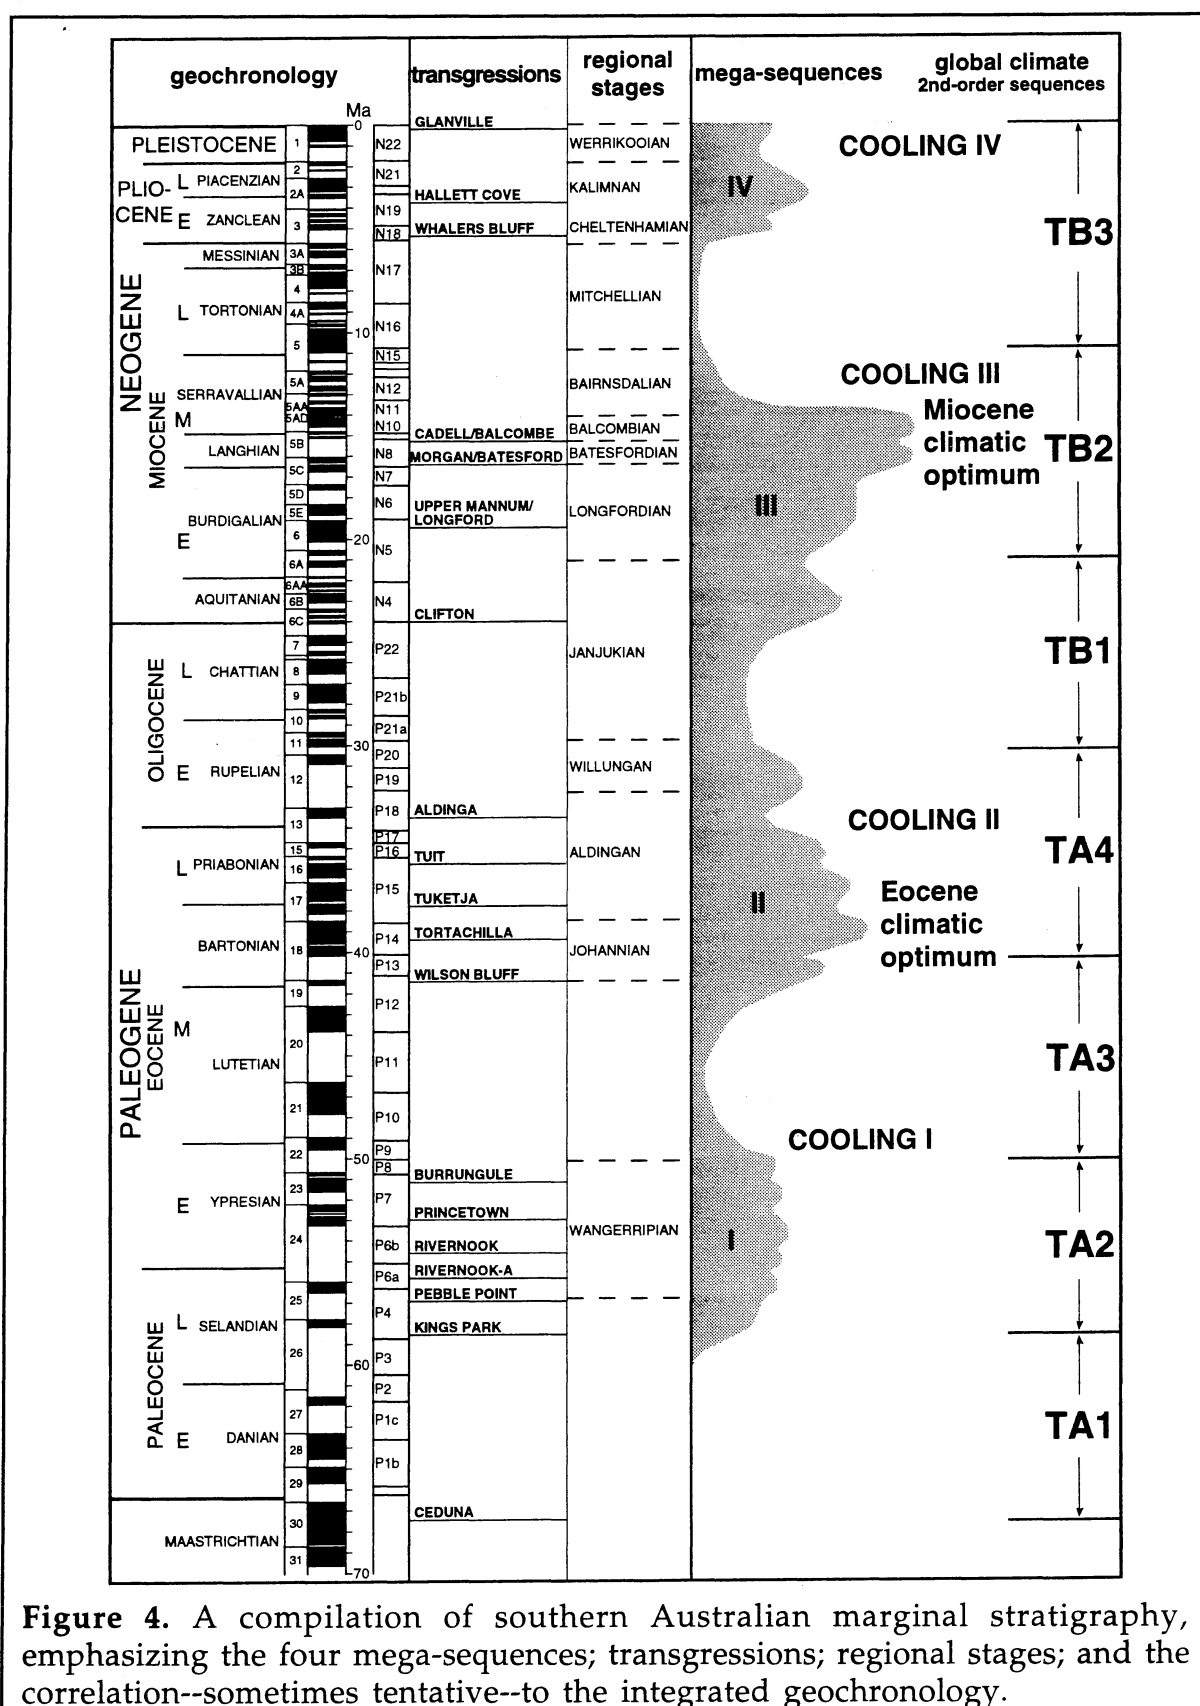 geochronology
transgressions
regional
stages
mega-sequences
global climate
2nd-order sequences
Ma
PLEISTOCENE
PLIO-
CENE
L
PIACENZIAN
E
ZANCLEAN
NEOGENE
MIOCENE
MESSINIAN
L
TORTONIAN
SERRAVALLIAN
M
LANGHIAN
BURDIGALIAN
E
AQUITANIAN
PALEOGENE
OLIGOCENE
L
CHATTIAN
E
RUPELIAN
EOCENE
L
PRIABONIAN
BARTONIAN
M
LUTETIAN
E
YPRESIAN
PALEOCENE
L
SELANDIAN
E
DANIAN
MAASTRICHTIAN
1
2
2A
3
3A
3B
4
4A
5
5A
5AA
5AD
5B
5C
5D
5E
6
6A
6AA
6B
6C
7
8
9
10
11
12
13
15
16
17
18
19
20
21
22
23
24
25
26
27
28
29
30
31
0
10
20
30
40
50
60
70
N22
N21
N19
N18
N17
N16
N15
N12
N11
N10
N8
N7
N6
N5
N4
P22
P21b
P21a
P20
P19
P18
P17
P16
P15
P14
P13
P12
P11
P10
P9
P8
P7
P6b
P6a
P4
P3
P2
P1c
P1b
GLANVILLE
HALLETT COVE
WHALERS BLUFF
CADELL/BALCOMBE
MORGAN/BATESFORD
UPPER MANNUM/
LONGFORD
CLIFTON
ALDINGA
TUIT
TUKETJA
TORTACHILLA
WILSON BLUFF
BURRUNGULE
PRINCETOWN
RIVERNOOK
RIVERNOOK-A
PEBBLE POINT
KINGS PARK
CEDUNA
WERRIKOOIAN
KALIMNAN
CHELTENHAMIAN
MITCHELLIAN
BAIRNSDALIAN
BALCOMBIAN
BATESFORDIAN
LONGFORDIAN
JANJUKIAN
WILLUNGAN
ALDINGAN
JOHANNIAN
WANGERRIPIAN
IV
III
II
I
COOLING IV
COOLING III
Miocene
climatic
optimum
COOLING II
Eocene
climatic
optimum
COOLING I
TB3
TB2
TB1
TA4
TA3
TA2
TA1
Figure 4. A compilation of southern Australian marginal stratigraphy,
emphasizing the four mega-sequences; transgressions; regional stages; and the
correlation--sometimes tentative--to the integrated geochronology.